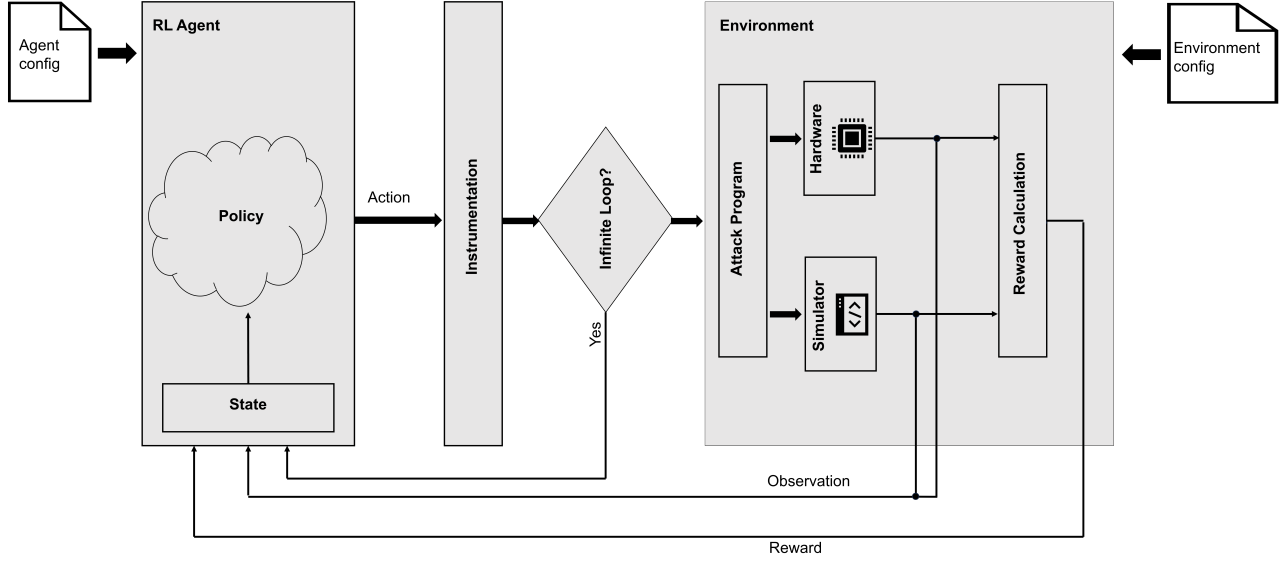 Agent
config
RL Agent
Policy
State
Action
Instrumentation
Infinite Loop?
Yes
Environment
Attack Program
Hardware
Simulator
</>
Reward Calculation
Environment
config
Observation
Reward